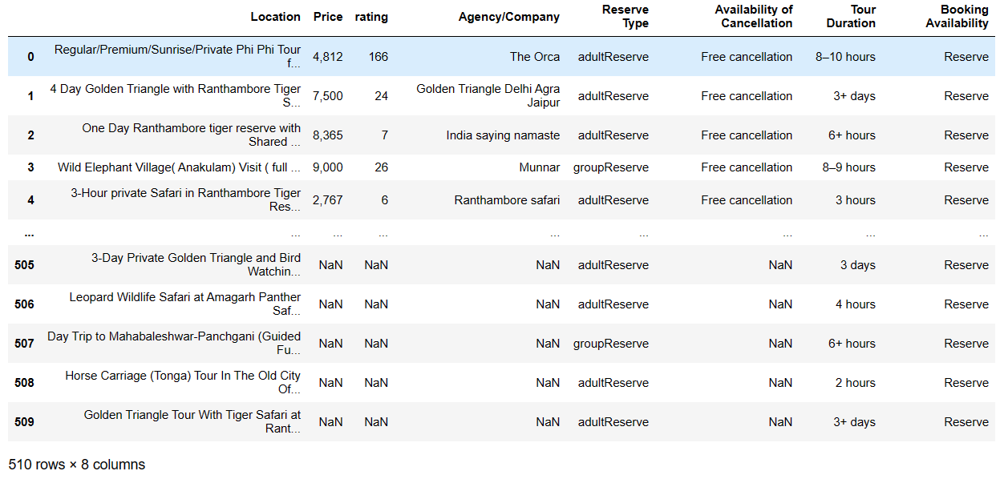 Location Price rating Agency/Company Reserve Type Availability of Cancellation Tour Duration Booking Availability
0 Regular/Premium/Sunrise/Private Phi Phi Tour f... 4,812 166 The Orca adultReserve Free cancellation 8–10 hours Reserve
1 4 Day Golden Triangle with Ranthambore Tiger S... 7,500 24 Golden Triangle Delhi Agra Jaipur adultReserve Free cancellation 3+ days Reserve
2 One Day Ranthambore tiger reserve with Shared ... 8,365 7 India saying namaste adultReserve Free cancellation 6+ hours Reserve
3 Wild Elephant Village( Anakulam) Visit ( full ... 9,000 26 Munnar groupReserve Free cancellation 8–9 hours Reserve
4 3-Hour private Safari in Ranthambore Tiger Res... 2,767 6 Ranthambore safari adultReserve Free cancellation 3 hours Reserve
... ... ... ... ... ... ... ... ...
505 3-Day Private Golden Triangle and Bird Watchin... NaN NaN NaN adultReserve NaN 3 days Reserve
506 Leopard Wildlife Safari at Amagarh Panther Saf... NaN NaN NaN adultReserve NaN 4 hours Reserve
507 Day Trip to Mahabaleshwar-Panchgani (Guided Fu... NaN NaN NaN groupReserve NaN 6+ hours Reserve
508 Horse Carriage (Tonga) Tour In The Old City Of... NaN NaN NaN adultReserve NaN 2 hours Reserve
509 Golden Triangle Tour With Tiger Safari at Rant... NaN NaN NaN adultReserve NaN 3+ days Reserve
510 rows × 8 columns